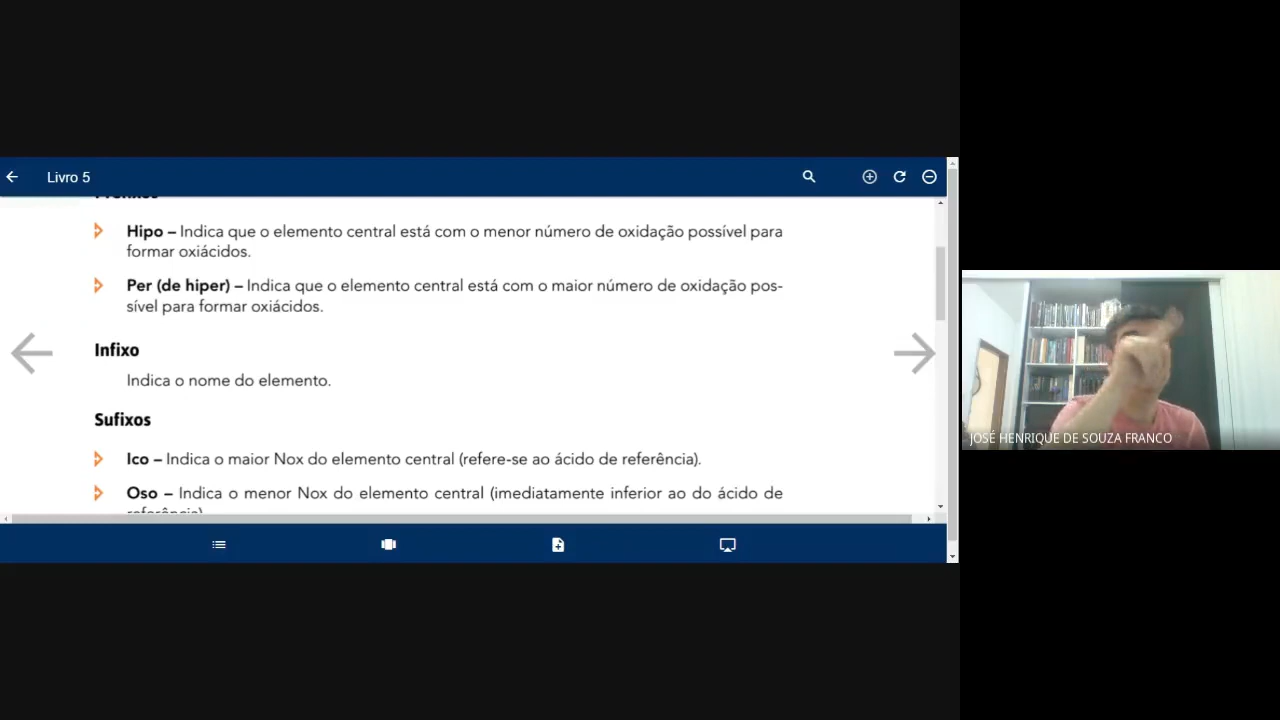 Livro 5
Hipo – Indica que o elemento central está com o menor número de oxidação possível para
formar oxiácidos.
Per (de hiper) – Indica que o elemento central está com o maior número de oxidação pos-
sível para formar oxiácidos.
Infixo
Indica o nome do elemento.
Sufixos
Ico – Indica o maior Nox do elemento central (refere-se ao ácido de referência).
Oso – Indica o menor Nox do elemento central (imediatamente inferior ao do ácido de
referência)
JOSÉ HENRIQUE DE SOUZA FRANCO